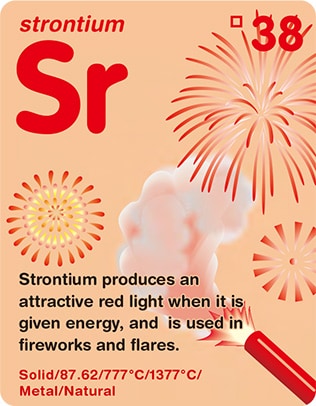 strontium
38
Sr
Strontium produces an
attractive red light when it is
given energy, and is used in
fireworks and flares.
Solid/87.62/777°C/1377°C/
Metal/Natural